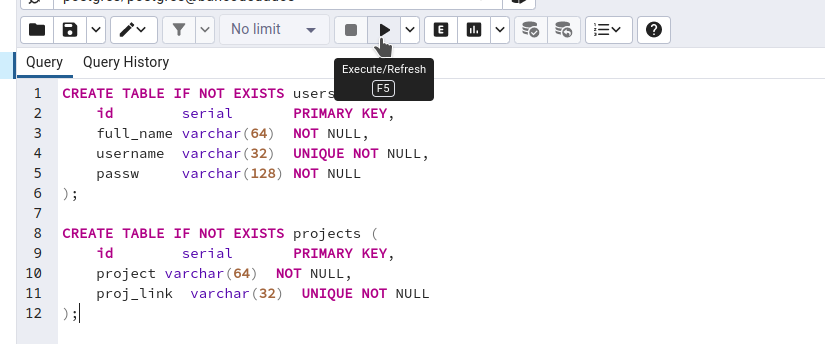 No limit
E
Query Query History
Execute/Refresh
F5
1 CREATE TABLE IF NOT EXISTS users
2 id serial PRIMARY KEY,
3 full_name varchar(64) NOT NULL,
4 username varchar(32) UNIQUE NOT NULL,
5 passw varchar(128) NOT NULL
6 );
7
8 CREATE TABLE IF NOT EXISTS projects (
9 id serial PRIMARY KEY,
10 project varchar(64) NOT NULL,
11 proj_link varchar(32) UNIQUE NOT NULL
12 );